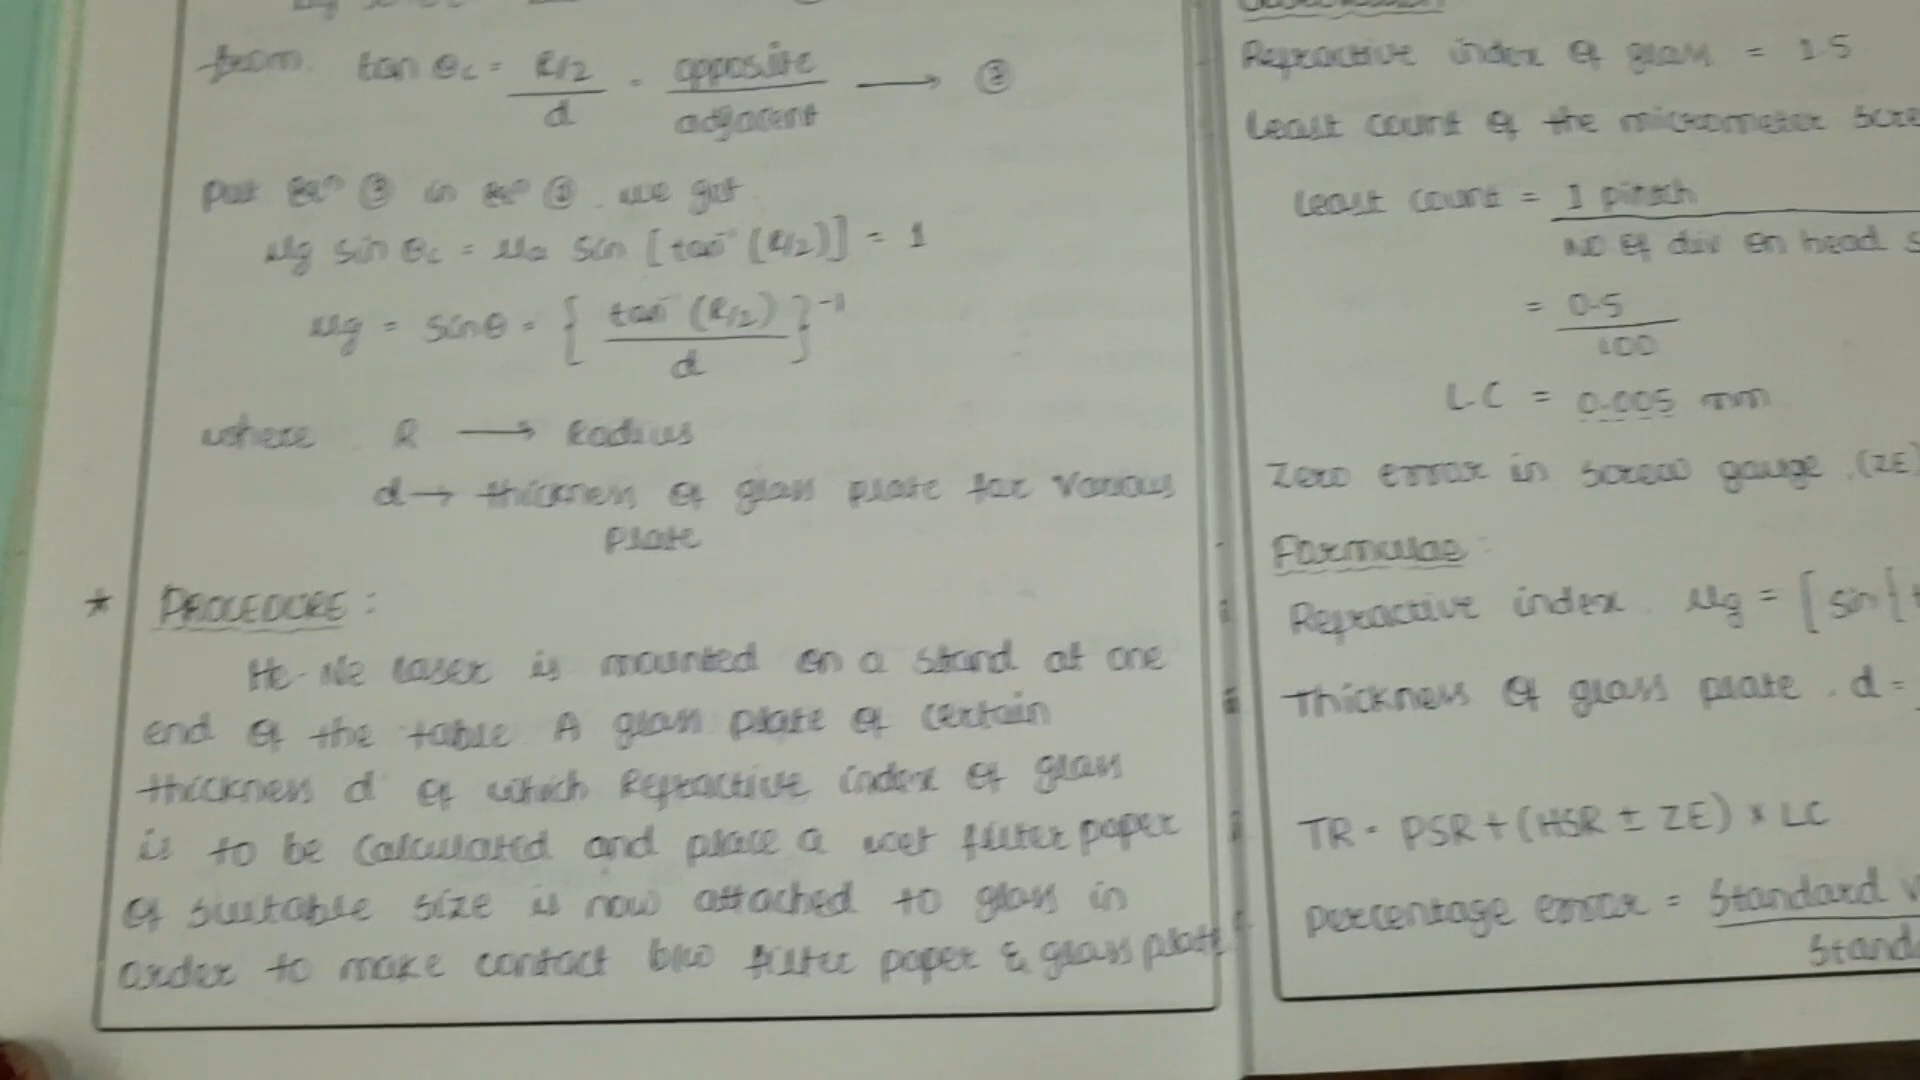 from. tan θc = R/2 / d = opposite / adjacent → ③
Put Eqn ③ in Eqn ②. we get
μg sin θc = μa sin [tan⁻ (R/2)] = 1
μg = sinθ = { tan⁻ (R/2) / d }⁻¹
where. R → Radius
d → thickness of glass plate for various
plate
* PROCEDURE:
He-Ne laser is mounted on a stand at one
end of the table A glass plate of certain
thickness d of which Refractive index of glass
is to be calculated and place a wet filter paper
of suitable size is now attached to glass in
order to make contact b/w filter paper & glass plate
Refractive index of glass = 1.5
Least count of the micrometer
Least count = 1 pitsch / NO of div on head
= 0.5 / 100
L.C = 0.005 mm
Zero error in screw gauge. (ZE)
Formulae:
Refractive index. μg = [sin{
Thickness of glass plate. d =
TR = PSR + (HSR ± ZE) × LC
Percentage error = Standard